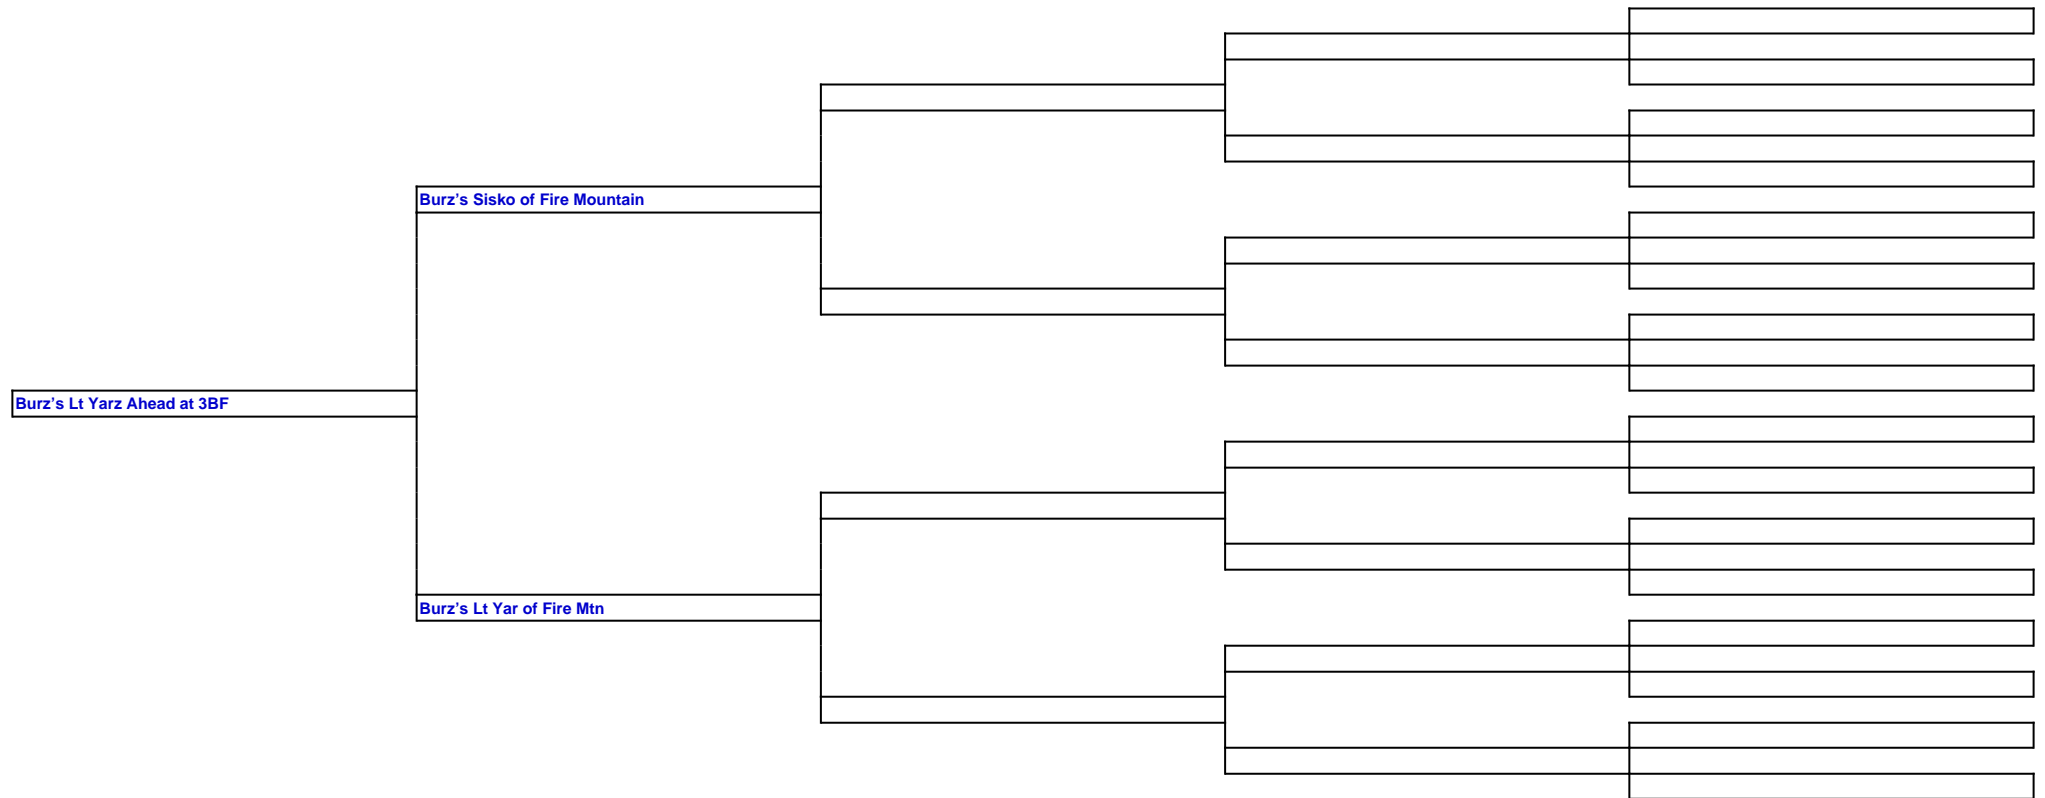 Burz’s Sisko of Fire Mountain
Burz’s Lt Yarz Ahead at 3BF
Burz’s Lt Yar of Fire Mtn